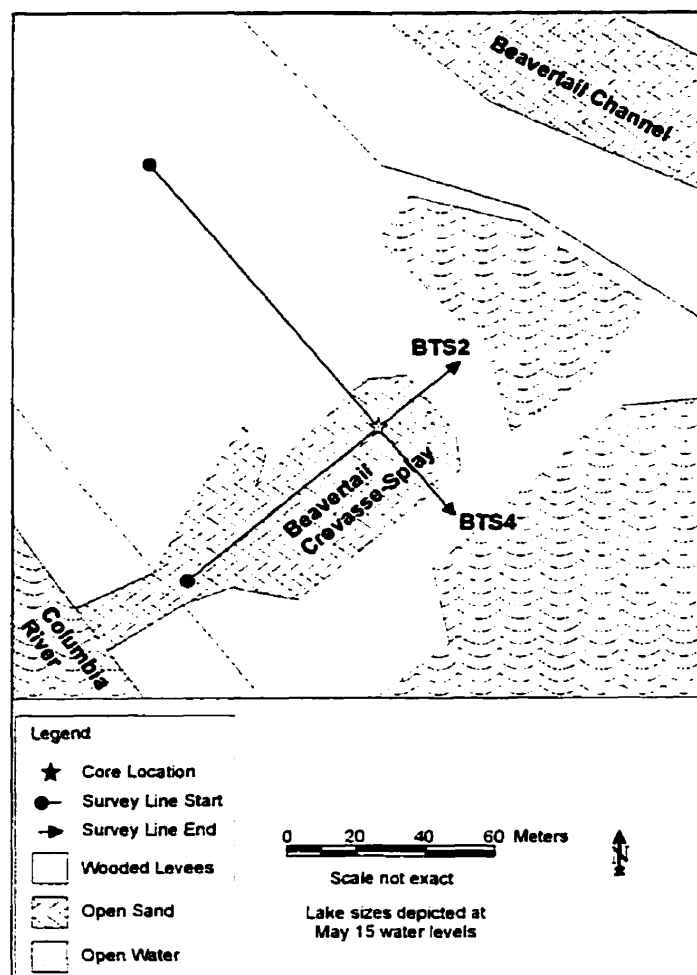 Beavertail Channel
BTS2
Beavertail
Crevasse-Splay
BTS4
Columbia
River
Legend
Core Location
Survey Line Start
Survey Line End
Wooded Levees
Open Sand
Open Water
0 20 40 60 Meters
Scale not exact
Lake sizes depicted at
May 15 water levels
N